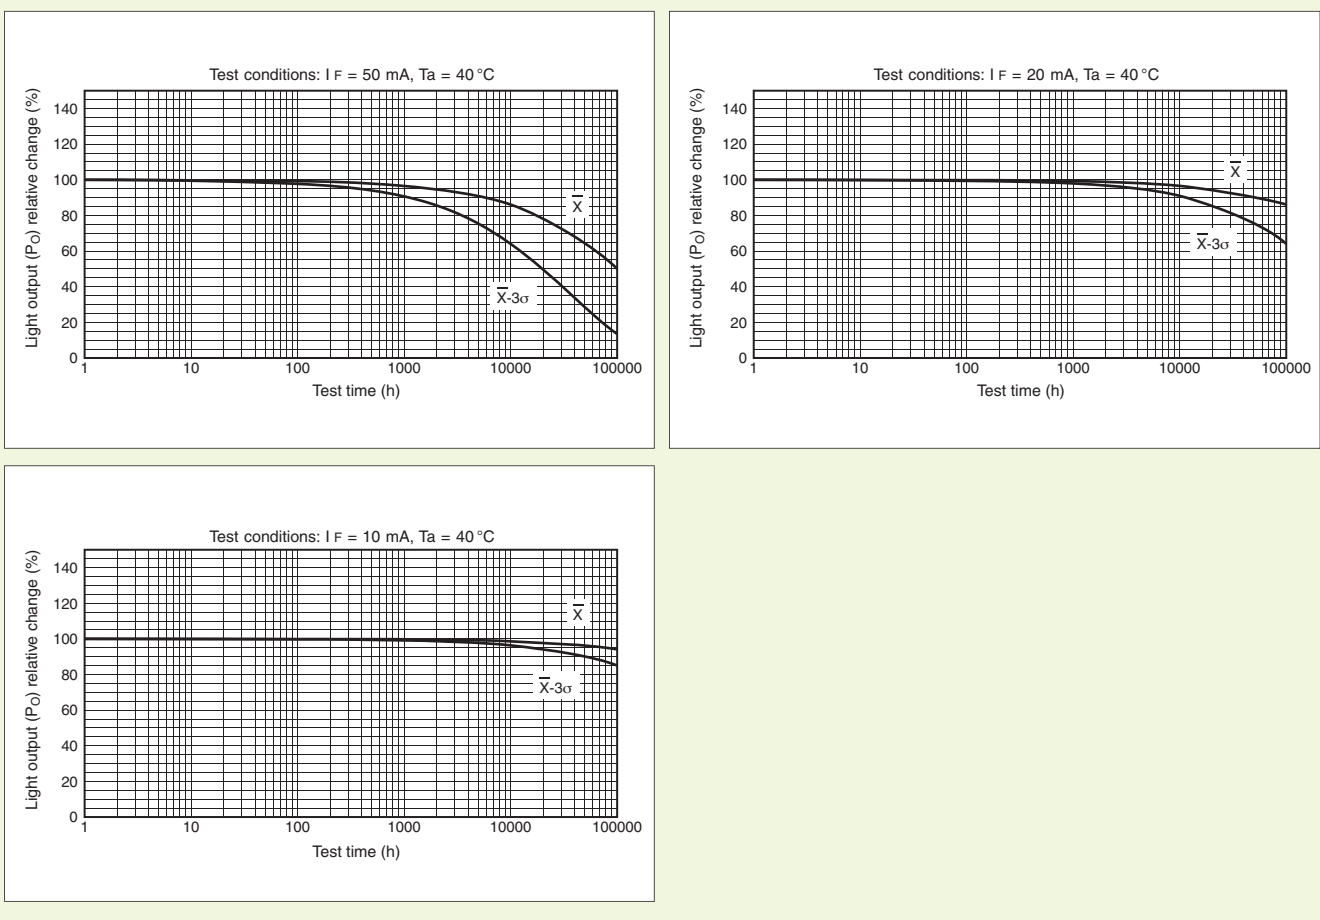 Test conditions: I F = 50 mA, Ta = 40 °C
Light output (PO) relative change (%)
140
120
100
80
60
40
20
0
X̅
X̅-3σ
1 10 100 1000 10000 100000
Test time (h)
Test conditions: I F = 20 mA, Ta = 40 °C
Light output (PO) relative change (%)
140
120
100
80
60
40
20
0
X̅
X̅-3σ
1 10 100 1000 10000 100000
Test time (h)
Test conditions: I F = 10 mA, Ta = 40 °C
Light output (PO) relative change (%)
140
120
100
80
60
40
20
0
X̅
X̅-3σ
1 10 100 1000 10000 100000
Test time (h)